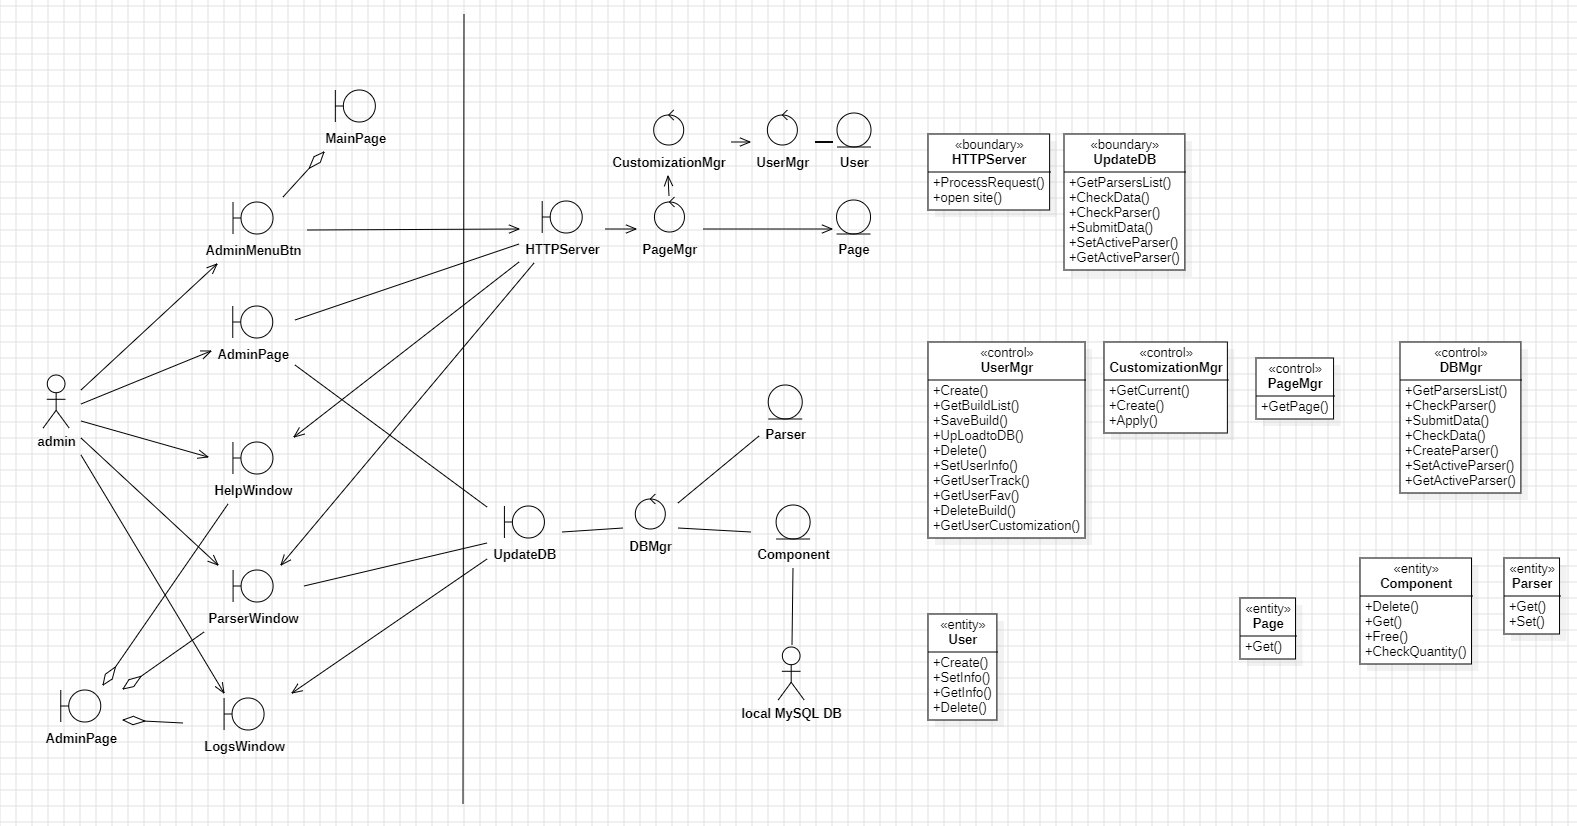 MainPage
CustomizationMgr
UserMgr
User
AdminMenuBtn
HTTPServer
PageMgr
Page
AdminPage
admin
HelpWindow
Parser
UpdateDB
DBMgr
Component
ParserWindow
AdminPage
LogsWindow
local MySQL DB
«boundary»
HTTPServer
+ProcessRequest()
+open site()
«boundary»
UpdateDB
+GetParsersList()
+CheckData()
+CheckParser()
+SubmitData()
+SetActiveParser()
+GetActiveParser()
«control»
UserMgr
+Create()
+GetBuildList()
+SaveBuild()
+UpLoadtoDB()
+Delete()
+SetUserInfo()
+GetUserTrack()
+GetUserFav()
+DeleteBuild()
+GetUserCustomization()
«control»
CustomizationMgr
+GetCurrent()
+Create()
+Apply()
«control»
PageMgr
+GetPage()
«control»
DBMgr
+GetParsersList()
+CheckParser()
+SubmitData()
+CheckData()
+CreateParser()
+SetActiveParser()
+GetActiveParser()
«entity»
User
+Create()
+SetInfo()
+GetInfo()
+Delete()
«entity»
Page
+Get()
«entity»
Component
+Delete()
+Get()
+Free()
+CheckQuantity()
«entity»
Parser
+Get()
+Set()